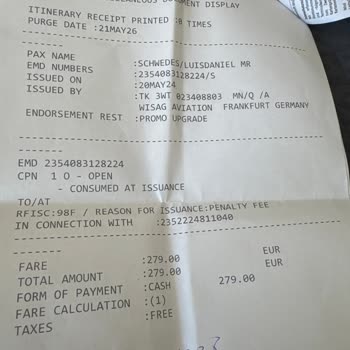 MENT DISPLAY
ITINERARY RECEIPT PRINTED :0 TIMES
PURGE DATE :21MAY26
PAX NAME :SCHWEDES/LUISDANIEL MR
EMD NUMBERS :2354083128224/S
ISSUED ON :20MAY24
ISSUED BY :TK 3WT 023408803 MN/Q /A
WISAG AVIATION FRANKFURT GERMANY
ENDORSEMENT REST :PROMO UPGRADE
EMD 2354083128224
CPN 1 O - OPEN
- CONSUMED AT ISSUANCE
TO/AT
RFISC:98F / REASON FOR ISSUANCE:PENALTY FEE
IN CONNECTION WITH :2352224811040
FARE :279.00 EUR
TOTAL AMOUNT :279.00 EUR
FORM OF PAYMENT :CASH 279.00
FARE CALCULATION :(1)
TAXES :FREE